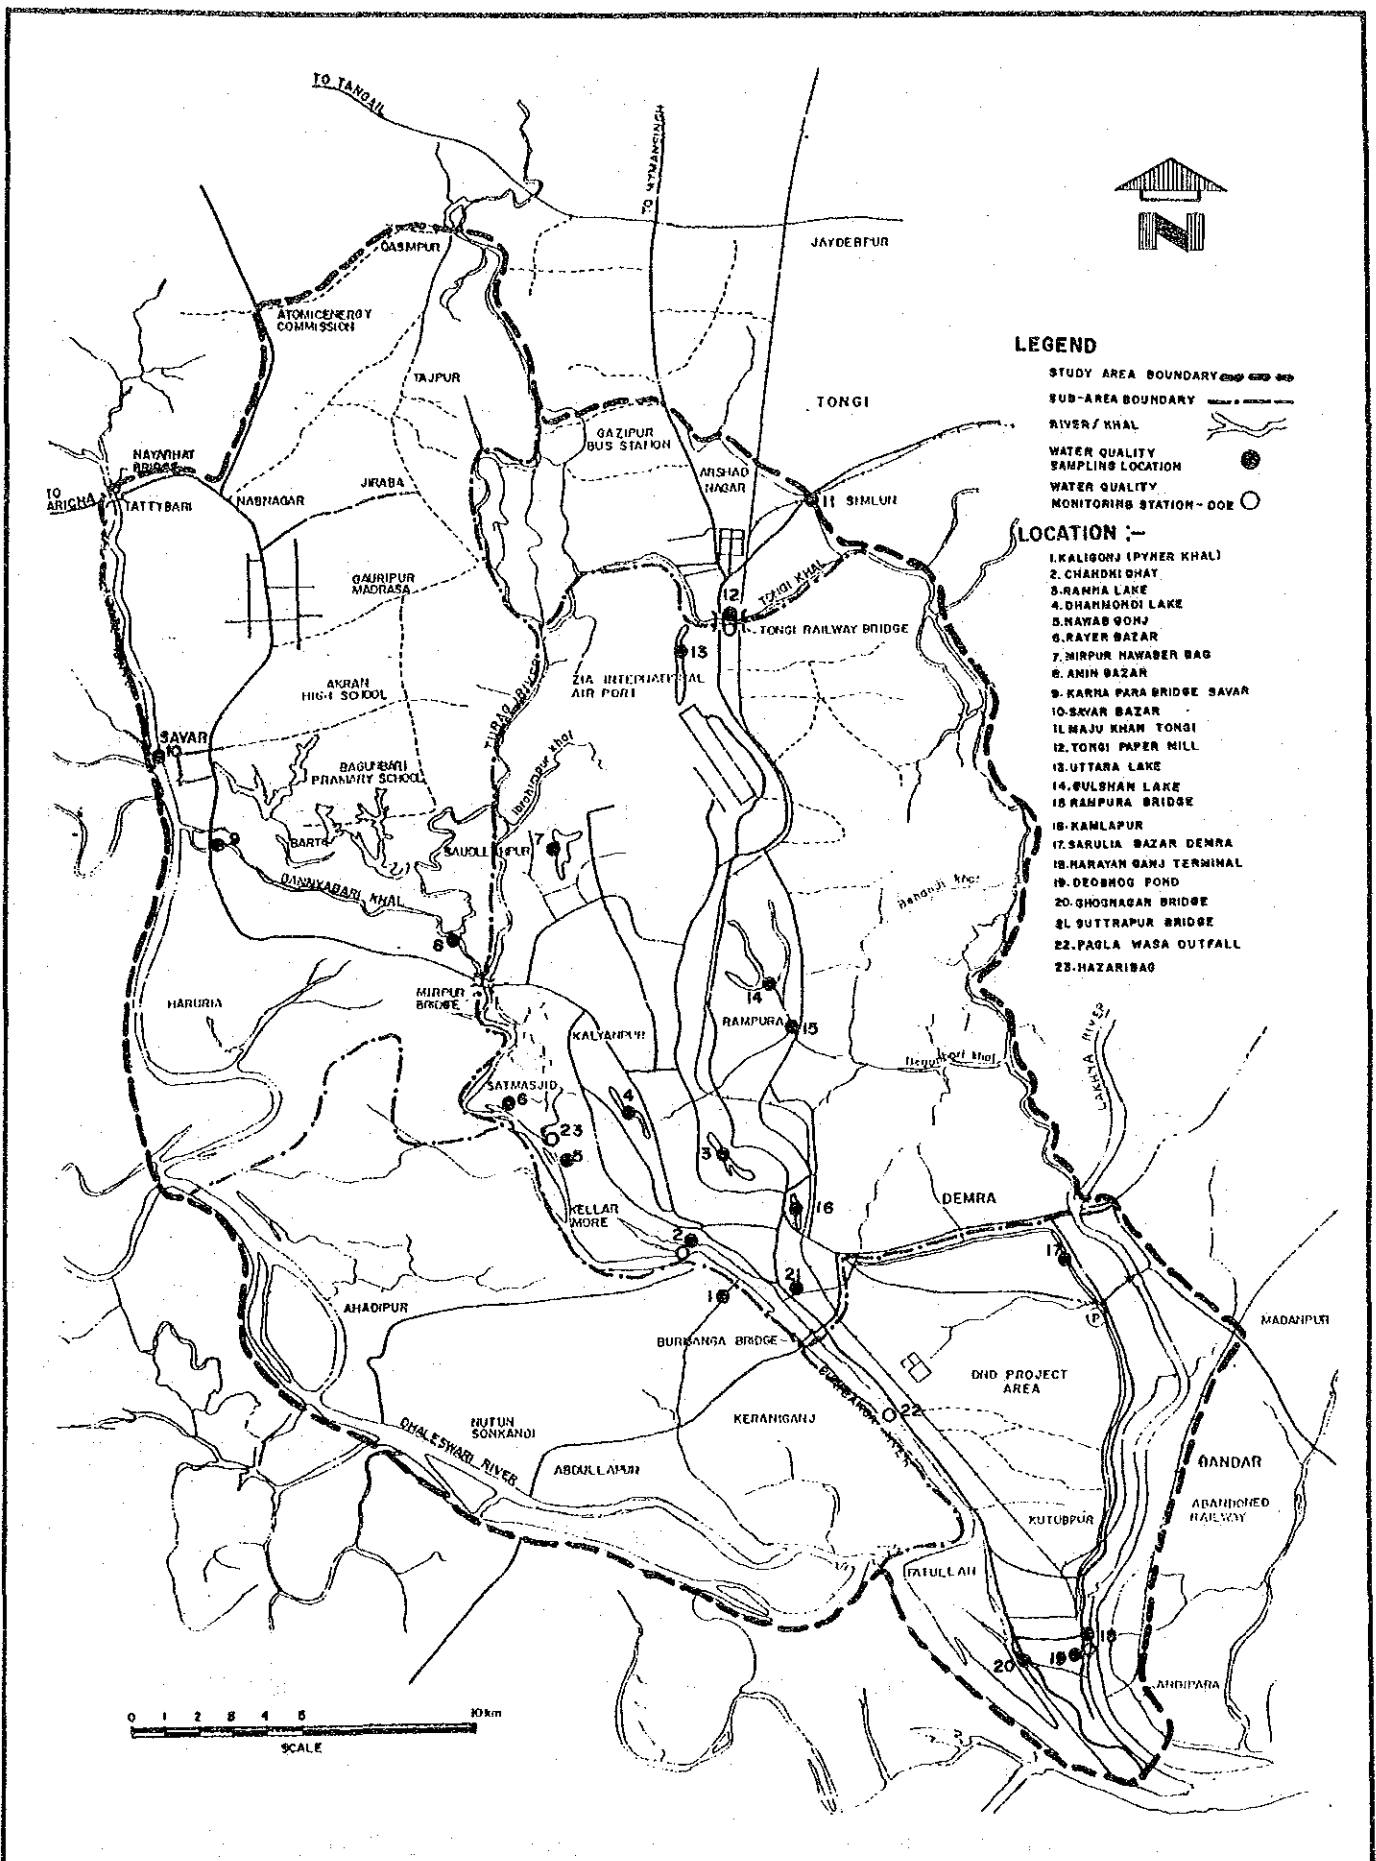 TO TANGAIL
TO MYMANSINGH
JAYDEBPUR
QASIMPUR
ATOMICENERGY
COMMISSION
TAJPUR
LEGEND
STUDY AREA BOUNDARY
SUB-AREA BOUNDARY
RIVER/KHAL
WATER QUALITY
SAMPLING LOCATION
WATER QUALITY
MONITORING STATION-DOE
TONGI
GAZIPUR
BUS STATION
ARSHAD
NAGAR
NAYARHAT
BRIDGE
JIRABA
TO
ARICHA
TATTYBARI
NABNAGAR
11 SIMLUN
LOCATION :-
1.KALIGONJ (PYNER KHAL)
2. CHANDNI GHAT
3.RAMNA LAKE
4.DHANMONDI LAKE
5.NAWAB GONJ
6.RAYER BAZAR
7.MIRPUR NAWABER BAG
8. AMIN BAZAR
9.KARNA PARA BRIDGE SAVAR
10.SAVAR BAZAR
11.MAJU KHAN TONGI
12.TONGI PAPER MILL
13.UTTARA LAKE
14.GULSHAN LAKE
15 RAMPURA BRIDGE
16.KAMLAPUR
17.SARULIA BAZAR DEMRA
18.NARAYAN GANJ TERMINAL
19.DEOBHOG POND
20.GHOGNAGAR BRIDGE
21.SUTTRAPUR BRIDGE
22.PAGLA WASA OUTFALL
23.HAZARIBAG
GAURIPUR
MADRASA
TONGI KHAL
12
TONGI RAILWAY BRIDGE
13
ZIA INTERNATIONAL
AIR PORT
AKRAN
HIGH SCHOOL
TURAG RIVER
SAVAR
10
BAGUNBARI
PRAMARY SCHOOL
Ibrahimpur khal
9
BARTA
7
DANNYABARI KHAL
MIRPUR
BRIDGE
HARURIA
14
RAMPURA
15
KALYANPUR
LAKHNA RIVER
SATMASJID
6
4
23
5
3
KELLAR
MORE
16
DEMRA
2
17
21
1
AHADIPUR
P
MADANPUR
BURIGANGA BRIDGE
DND PROJECT
AREA
22
KERANIGANJ
NUTUN
SONKANDI
DHALESWARI RIVER
ABDULLAPUR
BANDAR
ABANDONED
RAILWAY
KUTUBPUR
FATULLAH
18
19
20
0 1 2 3 4 5 10 km
SCALE